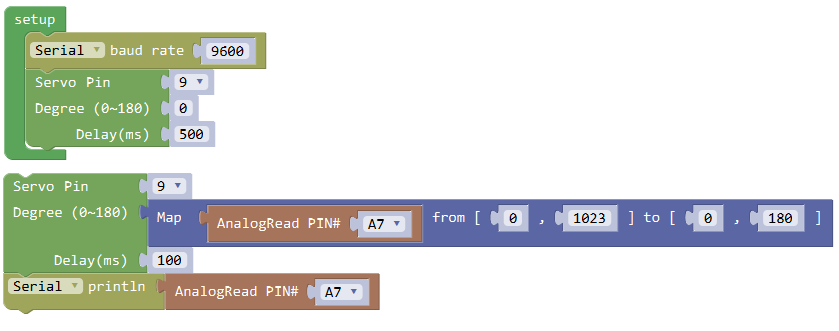 setup
Serial baud rate 9600
Servo Pin 9
Degree (0~180) 0
Delay(ms) 500
Servo Pin 9
Degree (0~180) Map AnalogRead PIN# A7 from [ 0 , 1023 ] to [ 0 , 180 ]
Delay(ms) 100
Serial println AnalogRead PIN# A7